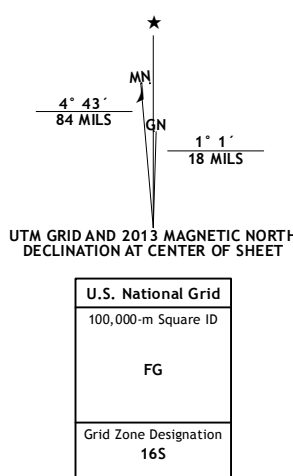 ★
MN
4° 43´
84 MILS
GN
1° 1´
18 MILS
UTM GRID AND 2013 MAGNETIC NORTH
DECLINATION AT CENTER OF SHEET
U.S. National Grid
100,000-m Square ID
FG
Grid Zone Designation
16S